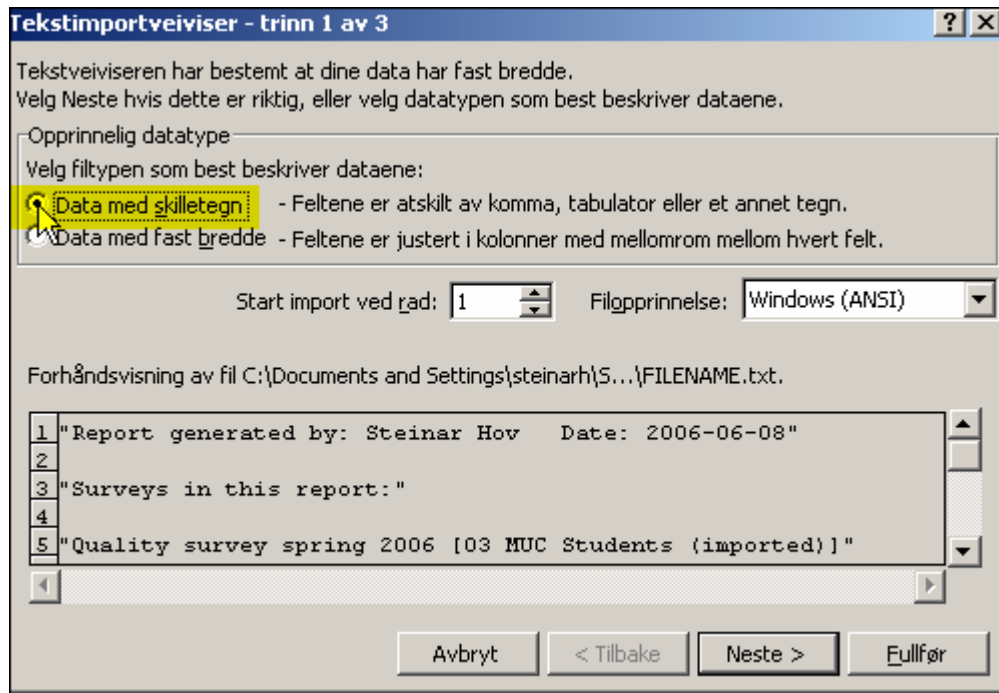 Tekstimportveiviser - trinn 1 av 3
Tekstveiviseren har bestemt at dine data har fast bredde.
Velg Neste hvis dette er riktig, eller velg datatypen som best beskriver dataene.
Opprinnelig datatype
Velg filtypen som best beskriver dataene:
Data med skilletegn - Feltene er atskilt av komma, tabulator eller et annet tegn.
Data med fast bredde - Feltene er justert i kolonner med mellomrom mellom hvert felt.
Start import ved rad: 1 Filopprinnelse: Windows (ANSI)
Forhåndsvisning av fil C:\Documents and Settings\steinarh\S...\FILENAME.txt.
1 "Report generated by: Steinar Hov   Date: 2006-06-08"
2
3 "Surveys in this report:"
4
5 "Quality survey spring 2006 [03 MUC Students (imported)]"
Avbryt < Tilbake Neste > Fullfør